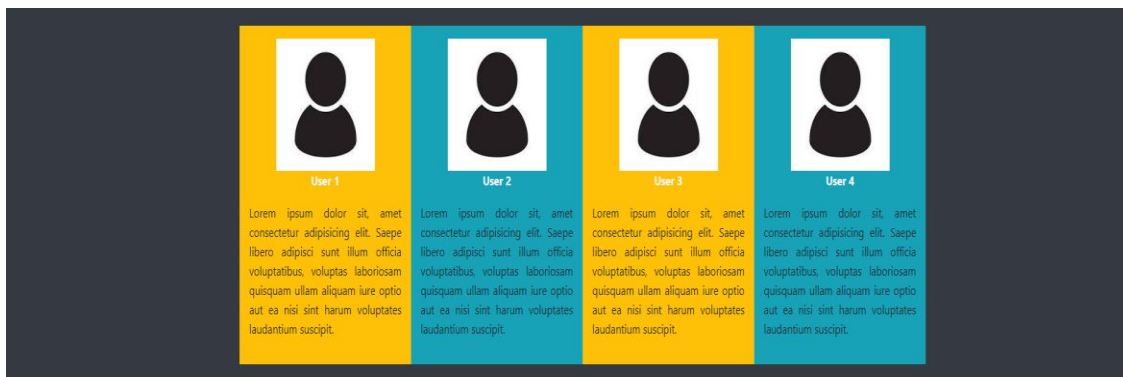 User 1
Lorem ipsum dolor sit, amet
consectetur adipisicing elit. Saepe
libero adipisci sunt illum officia
voluptatibus, voluptas laboriosam
quisquam ullam aliquam iure optio
aut ea nisi sint harum voluptates
laudantium suscipit.
User 2
Lorem ipsum dolor sit, amet
consectetur adipisicing elit. Saepe
libero adipisci sunt illum officia
voluptatibus, voluptas laboriosam
quisquam ullam aliquam iure optio
aut ea nisi sint harum voluptates
laudantium suscipit.
User 3
Lorem ipsum dolor sit, amet
consectetur adipisicing elit. Saepe
libero adipisci sunt illum officia
voluptatibus, voluptas laboriosam
quisquam ullam aliquam iure optio
aut ea nisi sint harum voluptates
laudantium suscipit.
User 4
Lorem ipsum dolor sit, amet
consectetur adipisicing elit. Saepe
libero adipisci sunt illum officia
voluptatibus, voluptas laboriosam
quisquam ullam aliquam iure optio
aut ea nisi sint harum voluptates
laudantium suscipit.